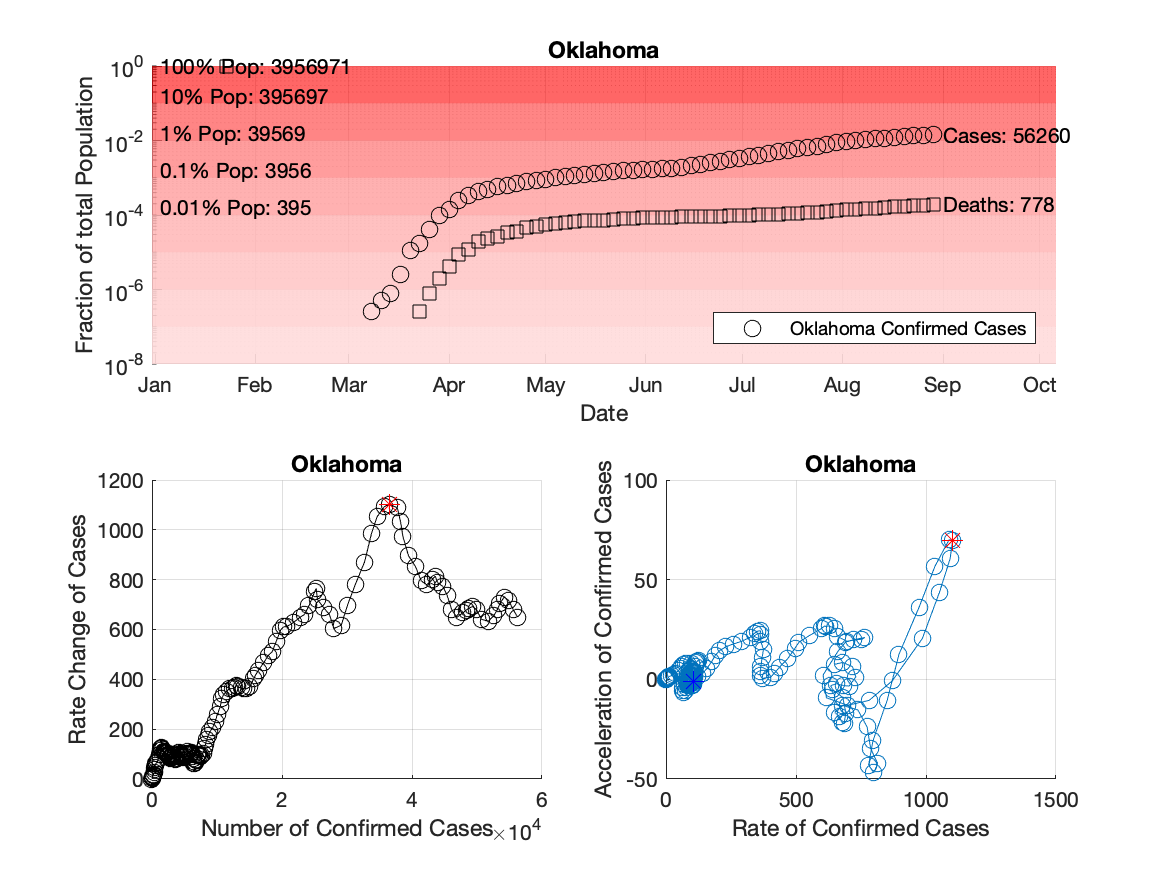 Oklahoma
10^0
10^-2
10^-4
10^-6
10^-8
Fraction of total Population
100% Pop: 3956971
10% Pop: 395697
1% Pop: 39569
0.1% Pop: 3956
0.01% Pop: 395
Cases: 56260
Deaths: 778
Oklahoma Confirmed Cases
Jan Feb Mar Apr May Jun Jul Aug Sep Oct
Date
Oklahoma
1200
1000
800
600
400
200
0
Rate Change of Cases
0 2 4 6
Number of Confirmed Cases ×10^4
Oklahoma
100
50
0
-50
Acceleration of Confirmed Cases
0 500 1000 1500
Rate of Confirmed Cases